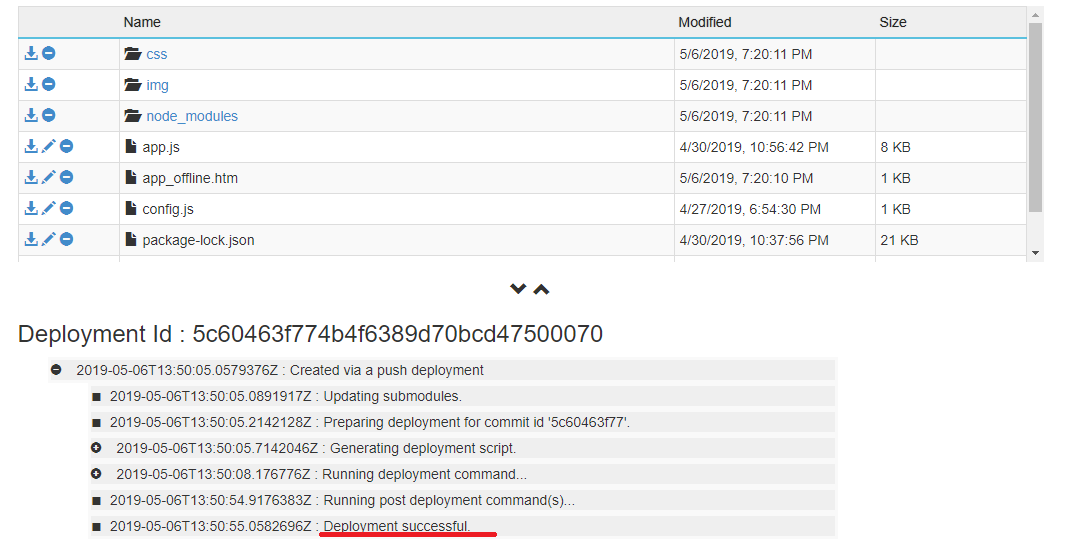 Name Modified Size
css 5/6/2019, 7:20:11 PM
img 5/6/2019, 7:20:11 PM
node_modules 5/6/2019, 7:20:11 PM
app.js 4/30/2019, 10:56:42 PM 8 KB
app_offline.htm 5/6/2019, 7:20:10 PM 1 KB
config.js 4/27/2019, 6:54:30 PM 1 KB
package-lock.json 4/30/2019, 10:37:56 PM 21 KB
Deployment Id : 5c60463f774b4f6389d70bcd47500070
2019-05-06T13:50:05.0579376Z : Created via a push deployment
2019-05-06T13:50:05.0891917Z : Updating submodules.
2019-05-06T13:50:05.2142128Z : Preparing deployment for commit id '5c60463f77'.
2019-05-06T13:50:05.7142046Z : Generating deployment script.
2019-05-06T13:50:08.176776Z : Running deployment command...
2019-05-06T13:50:54.9176383Z : Running post deployment command(s)...
2019-05-06T13:50:55.0582696Z : Deployment successful.